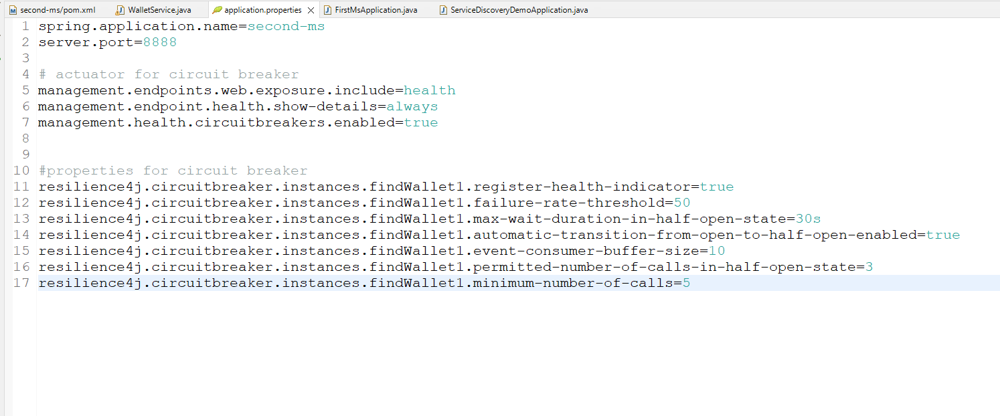 second-ms/pom.xml WalletService.java application.properties FirstMsApplication.java ServiceDiscoveryDemoApplication.java
1 spring.application.name=second-ms
2 server.port=8888
3
4 # actuator for circuit breaker
5 management.endpoints.web.exposure.include=health
6 management.endpoint.health.show-details=always
7 management.health.circuitbreakers.enabled=true
8
9
10 #properties for circuit breaker
11 resilience4j.circuitbreaker.instances.findWallet1.register-health-indicator=true
12 resilience4j.circuitbreaker.instances.findWallet1.failure-rate-threshold=50
13 resilience4j.circuitbreaker.instances.findWallet1.max-wait-duration-in-half-open-state=30s
14 resilience4j.circuitbreaker.instances.findWallet1.automatic-transition-from-open-to-half-open-enabled=true
15 resilience4j.circuitbreaker.instances.findWallet1.event-consumer-buffer-size=10
16 resilience4j.circuitbreaker.instances.findWallet1.permitted-number-of-calls-in-half-open-state=3
17 resilience4j.circuitbreaker.instances.findWallet1.minimum-number-of-calls=5